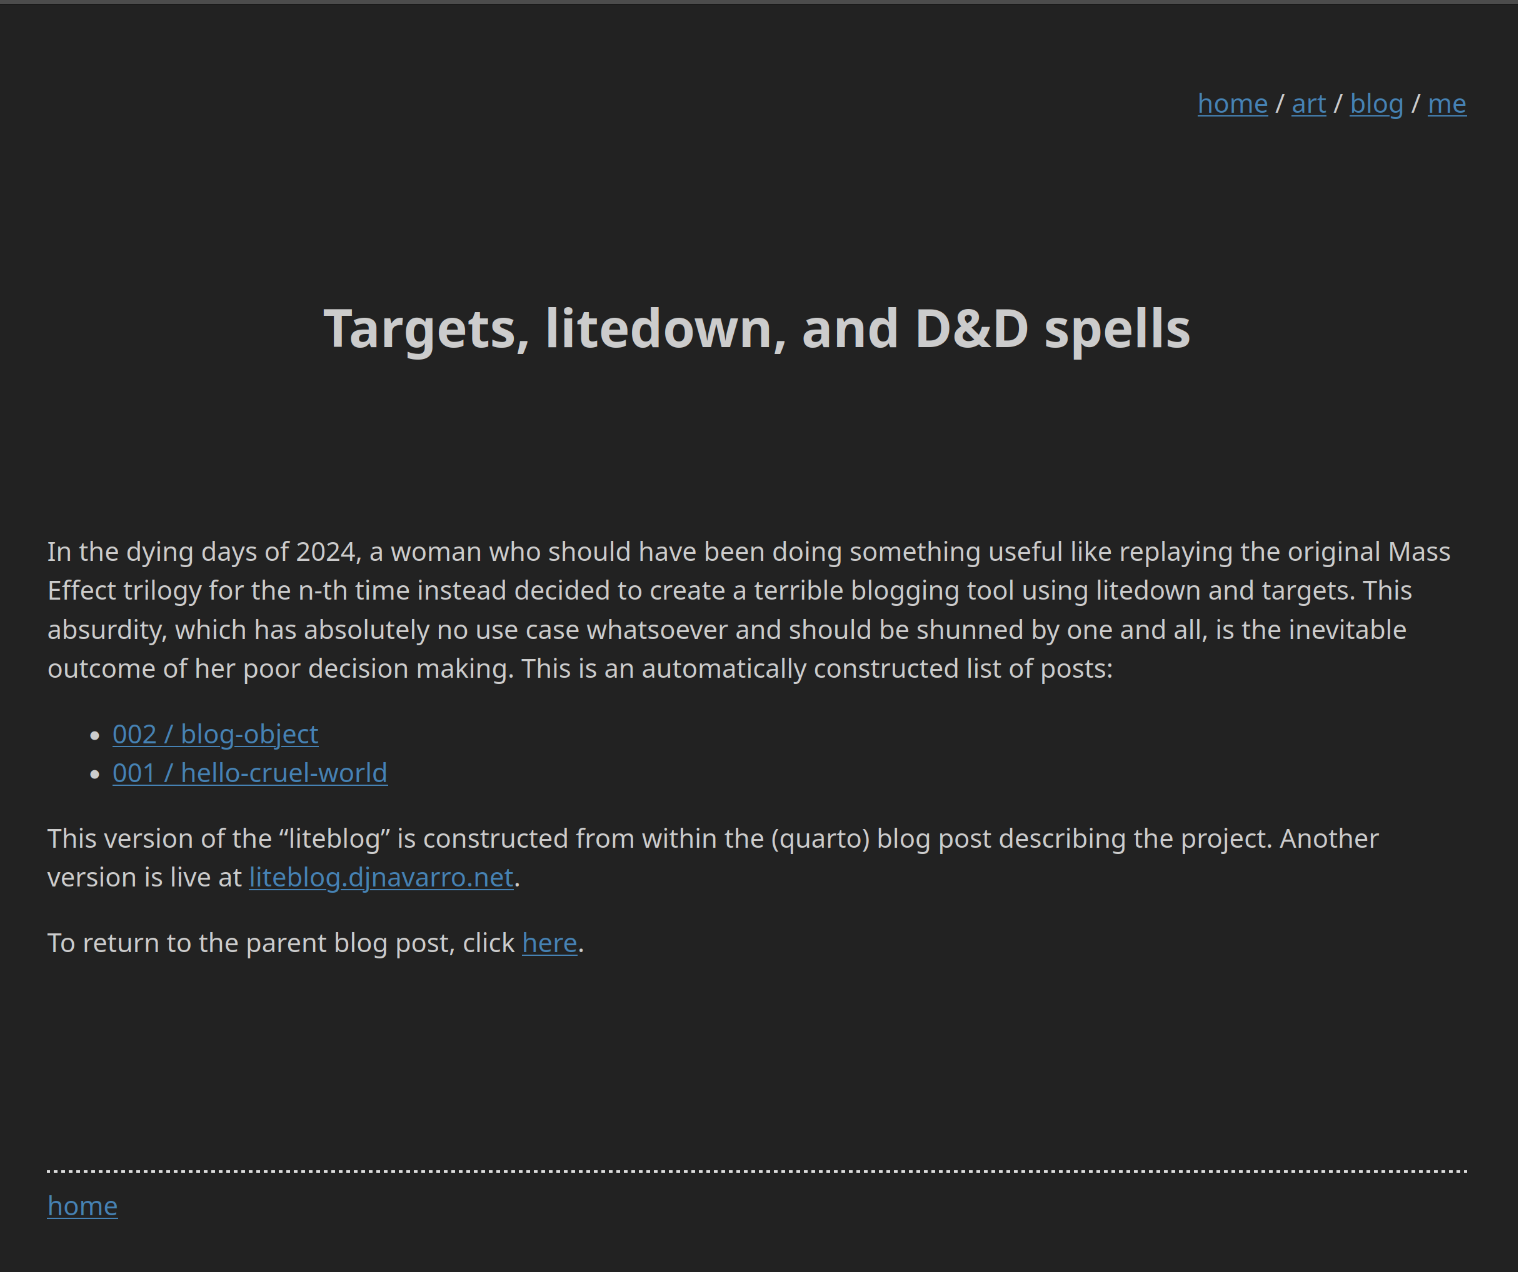 home / art / blog / me
Targets, litedown, and D&D spells
In the dying days of 2024, a woman who should have been doing something useful like replaying the original Mass
Effect trilogy for the n-th time instead decided to create a terrible blogging tool using litedown and targets. This
absurdity, which has absolutely no use case whatsoever and should be shunned by one and all, is the inevitable
outcome of her poor decision making. This is an automatically constructed list of posts:
• 002 / blog-object
• 001 / hello-cruel-world
This version of the “liteblog” is constructed from within the (quarto) blog post describing the project. Another
version is live at liteblog.djnavarro.net.
To return to the parent blog post, click here.
home